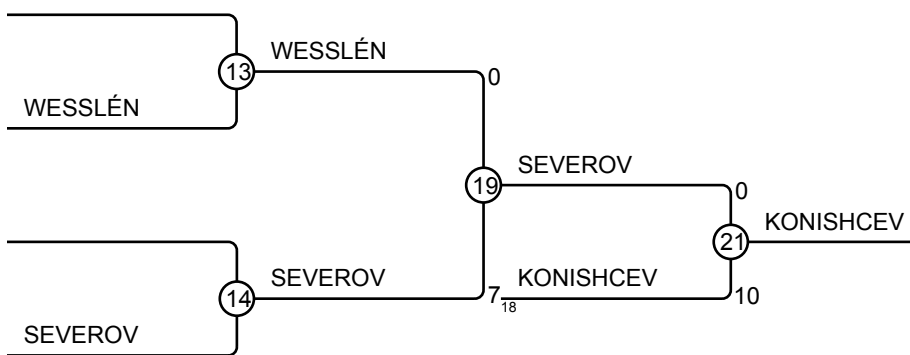 WESSLÉN
13
WESSLÉN
0
SEVEROV
19
0
KONISHCEV
21
SEVEROV
7
18
KONISHCEV
10
14
SEVEROV